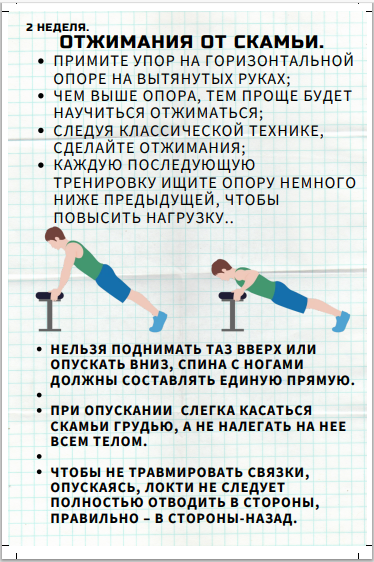 2 НЕДЕЛЯ.
ОТЖИМАНИЯ ОТ СКАМЬИ.
• ПРИМИТЕ УПОР НА ГОРИЗОНТАЛЬНОЙ
ОПОРЕ НА ВЫТЯНУТЫХ РУКАХ;
• ЧЕМ ВЫШЕ ОПОРА, ТЕМ ПРОЩЕ БУДЕТ
НАУЧИТЬСЯ ОТЖИМАТЬСЯ;
• СЛЕДУЯ КЛАССИЧЕСКОЙ ТЕХНИКЕ,
СДЕЛАЙТЕ ОТЖИМАНИЯ;
• КАЖДУЮ ПОСЛЕДУЮЩУЮ
ТРЕНИРОВКУ ИЩИТЕ ОПОРУ НЕМНОГО
НИЖЕ ПРЕДЫДУЩЕЙ, ЧТОБЫ
ПОВЫСИТЬ НАГРУЗКУ..
• НЕЛЬЗЯ ПОДНИМАТЬ ТАЗ ВВЕРХ ИЛИ
ОПУСКАТЬ ВНИЗ, СПИНА С НОГАМИ
ДОЛЖНЫ СОСТАВЛЯТЬ ЕДИНУЮ ПРЯМУЮ.
•
• ПРИ ОПУСКАНИИ СЛЕГКА КАСАТЬСЯ
СКАМЬИ ГРУДЬЮ, А НЕ НАЛЕГАТЬ НА НЕЕ
ВСЕМ ТЕЛОМ.
•
• ЧТОБЫ НЕ ТРАВМИРОВАТЬ СВЯЗКИ,
ОПУСКАЯСЬ, ЛОКТИ НЕ СЛЕДУЕТ
ПОЛНОСТЬЮ ОТВОДИТЬ В СТОРОНЫ,
ПРАВИЛЬНО – В СТОРОНЫ-НАЗАД.